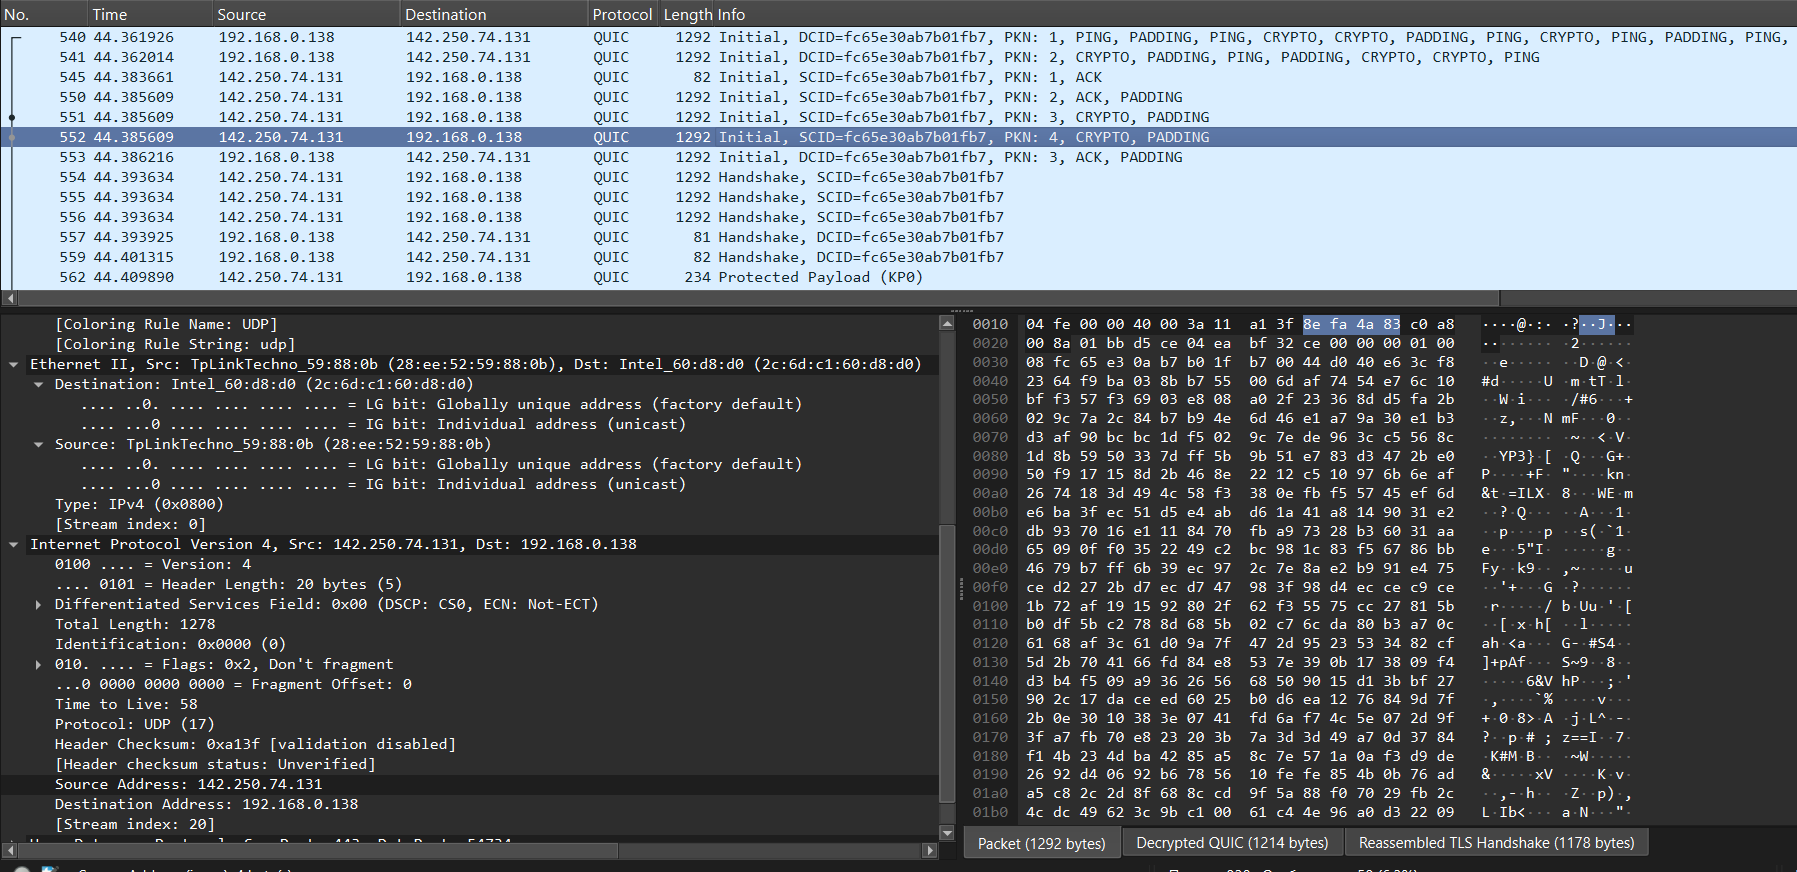 No. Time Source Destination Protocol Length Info
540 44.361926 192.168.0.138 142.250.74.131 QUIC 1292 Initial, DCID=fc65e30ab7b01fb7, PKN: 1, PING, PADDING, PING, CRYPTO, CRYPTO, PADDING, PING, CRYPTO, PING, PADDING, PING,
541 44.362014 192.168.0.138 142.250.74.131 QUIC 1292 Initial, DCID=fc65e30ab7b01fb7, PKN: 2, CRYPTO, PADDING, PING, PADDING, CRYPTO, CRYPTO, PING
545 44.383661 142.250.74.131 192.168.0.138 QUIC 82 Initial, SCID=fc65e30ab7b01fb7, PKN: 1, ACK
550 44.385609 142.250.74.131 192.168.0.138 QUIC 1292 Initial, SCID=fc65e30ab7b01fb7, PKN: 2, ACK, PADDING
551 44.385609 142.250.74.131 192.168.0.138 QUIC 1292 Initial, SCID=fc65e30ab7b01fb7, PKN: 3, CRYPTO, PADDING
552 44.385609 142.250.74.131 192.168.0.138 QUIC 1292 Initial, SCID=fc65e30ab7b01fb7, PKN: 4, CRYPTO, PADDING
553 44.386216 192.168.0.138 142.250.74.131 QUIC 1292 Initial, DCID=fc65e30ab7b01fb7, PKN: 3, ACK, PADDING
554 44.393634 142.250.74.131 192.168.0.138 QUIC 1292 Handshake, SCID=fc65e30ab7b01fb7
555 44.393634 142.250.74.131 192.168.0.138 QUIC 1292 Handshake, SCID=fc65e30ab7b01fb7
556 44.393634 142.250.74.131 192.168.0.138 QUIC 1292 Handshake, SCID=fc65e30ab7b01fb7
557 44.393925 192.168.0.138 142.250.74.131 QUIC 81 Handshake, DCID=fc65e30ab7b01fb7
559 44.401315 192.168.0.138 142.250.74.131 QUIC 82 Handshake, DCID=fc65e30ab7b01fb7
562 44.409890 142.250.74.131 192.168.0.138 QUIC 234 Protected Payload (KP0)
[Coloring Rule Name: UDP]
[Coloring Rule String: udp]
Ethernet II, Src: TpLinkTechno_59:88:0b (28:ee:52:59:88:0b), Dst: Intel_60:d8:d0 (2c:6d:c1:60:d8:d0)
Destination: Intel_60:d8:d0 (2c:6d:c1:60:d8:d0)
.... ..0. .... .... .... .... = LG bit: Globally unique address (factory default)
.... ...0 .... .... .... .... = IG bit: Individual address (unicast)
Source: TpLinkTechno_59:88:0b (28:ee:52:59:88:0b)
.... ..0. .... .... .... .... = LG bit: Globally unique address (factory default)
.... ...0 .... .... .... .... = IG bit: Individual address (unicast)
Type: IPv4 (0x0800)
[Stream index: 0]
Internet Protocol Version 4, Src: 142.250.74.131, Dst: 192.168.0.138
0100 .... = Version: 4
.... 0101 = Header Length: 20 bytes (5)
Differentiated Services Field: 0x00 (DSCP: CS0, ECN: Not-ECT)
Total Length: 1278
Identification: 0x0000 (0)
010. .... = Flags: 0x2, Don't fragment
...0 0000 0000 0000 = Fragment Offset: 0
Time to Live: 58
Protocol: UDP (17)
Header Checksum: 0xa13f [validation disabled]
[Header checksum status: Unverified]
Source Address: 142.250.74.131
Destination Address: 192.168.0.138
[Stream index: 20]
0010 04 fe 00 00 40 00 3a 11 a1 3f 8e fa 4a 83 c0 a8 ····@·:· ·?··J···
0020 00 8a 01 bb d5 ce 04 ea bf 32 ce 00 00 00 01 00 ········ ·2······
0030 08 fc 65 e3 0a b7 b0 1f b7 00 44 d0 40 e6 3c f8 ··e····· ··D·@·<·
0040 23 64 f9 ba 03 8b b7 55 00 6d af 74 54 e7 6c 10 #d·····U ·m·tT·l·
0050 bf f3 57 f3 69 03 e8 08 a0 2f 23 36 8d d5 fa 2b ··W·i··· ·/#6···+
0060 02 9c 7a 2c 84 b7 b9 4e 6d 46 e1 a7 9a 30 e1 b3 ··z,···N mF···0··
0070 d3 af 90 bc bc 1d f5 02 9c 7e de 96 3c c5 56 8c ········ ·~··<·V·
0080 1d 8b 59 50 33 7d ff 5b 9b 51 e7 83 d3 47 2b e0 ··YP3}·[ ·Q···G+·
0090 50 f9 17 15 8d 2b 46 8e 22 12 c5 10 97 6b 6e af P····+F· "····kn·
00a0 26 74 18 3d 49 4c 58 f3 38 0e fb f5 57 45 ef 6d &t·=ILX· 8···WE·m
00b0 e6 ba 3f ec 51 d5 e4 ab d6 1a 41 a8 14 90 31 e2 ··?·Q··· ··A···1·
00c0 db 93 70 16 e1 11 84 70 fb a9 73 28 b3 60 31 aa ··p····p ··s(·`1·
00d0 65 09 0f f0 35 22 49 c2 bc 98 1c 83 f5 67 86 bb e···5"I· ·····g··
00e0 46 79 b7 ff 6b 39 ec 97 2c 7e 8a e2 b9 91 e4 75 Fy··k9·· ,~·····u
00f0 ce d2 27 2b d7 ec d7 47 98 3f 98 d4 ec ce c9 ce ··'+···G ·?······
0100 1b 72 af 19 15 92 80 2f 62 f3 55 75 cc 27 81 5b ·r·····/ b·Uu·'·[
0110 b0 df 5b c2 78 8d 68 5b 02 c7 6c da 80 b3 a7 0c ··[·x·h[ ··l·····
0120 61 68 af 3c 61 d0 9a 7f 47 2d 95 23 53 34 82 cf ah·<a··· G-·#S4··
0130 5d 2b 70 41 66 fd 84 e8 53 7e 39 0b 17 38 09 f4 ]+pAf··· S~9··8··
0140 d3 b4 f5 09 a9 36 26 56 68 50 90 15 d1 3b bf 27 ·····6&V hP···;·'
0150 90 2c 17 da ce ed 60 25 b0 d6 ea 12 76 84 9d 7f ·,····`% ····v···
0160 2b 0e 30 10 38 3e 07 41 fd 6a f7 4c 5e 07 2d 9f +·0·8>·A ·j·L^·-·
0170 3f a7 fb 70 e8 23 20 3b 7a 3d 3d 49 a7 0d 37 84 ?··p·# ; z==I··7·
0180 f1 4b 23 4d ba 42 85 a5 8c 7e 57 1a 0a f3 d9 de ·K#M·B·· ·~W·····
0190 26 92 d4 06 92 b6 78 56 10 fe fe 85 4b 0b 76 ad &·····xV ····K·v·
01a0 a5 c8 2c 2d 8f 68 8c cd 9f 5a 88 f0 70 29 fb 2c ··,-·h·· ·Z··p)·,
01b0 4c dc 49 62 3c 9b c1 00 61 c4 4e 96 a0 d3 22 09 L·Ib<··· a·N···"·
Packet (1292 bytes) Decrypted QUIC (1214 bytes) Reassembled TLS Handshake (1178 bytes)